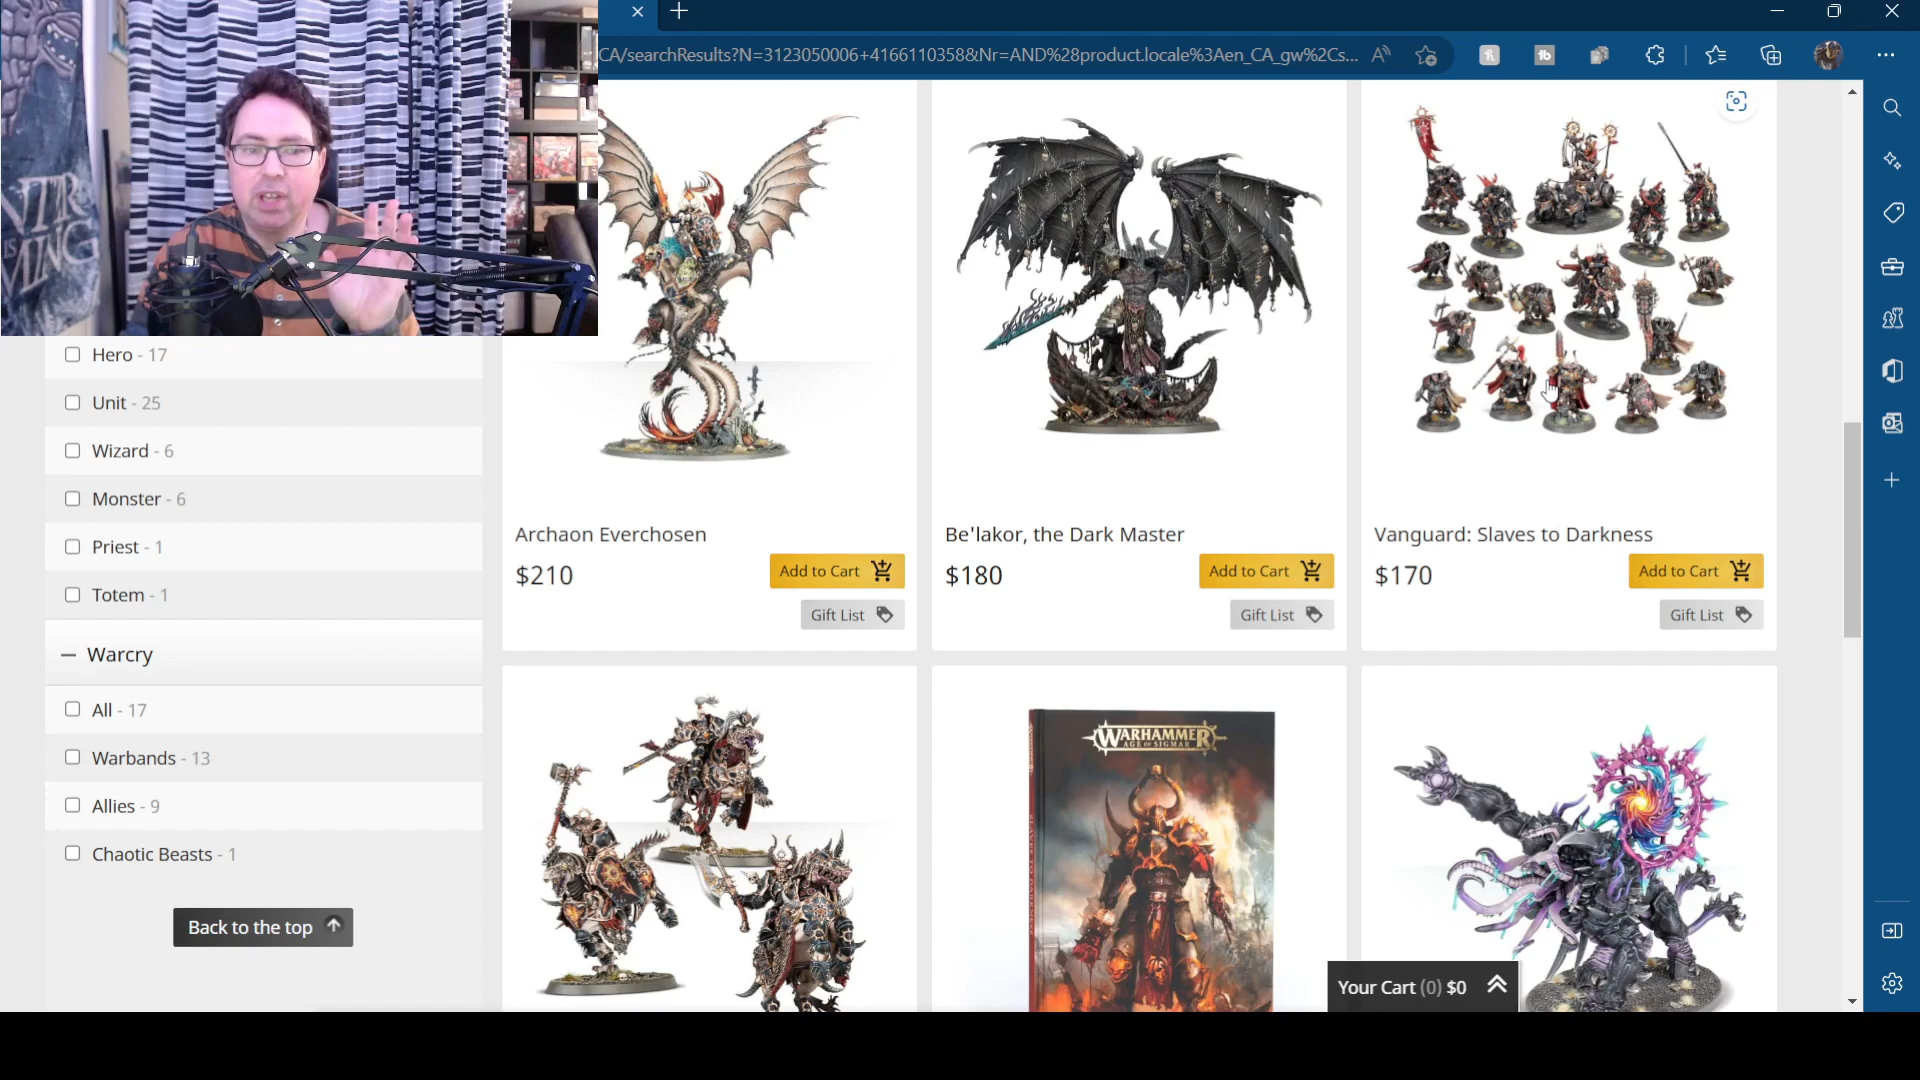 CA/searchResults?N=3123050006+4166110358&Nr=AND%28product.locale%3Aen_CA_gw%2Cs...
Hero - 17
Unit - 25
Wizard - 6
Monster - 6
Priest - 1
Totem - 1
Warcry
All - 17
Warbands - 13
Allies - 9
Chaotic Beasts - 1
Back to the top
Archaon Everchosen
$210
Add to Cart
Gift List
Be'lakor, the Dark Master
$180
Add to Cart
Gift List
Vanguard: Slaves to Darkness
$170
Add to Cart
Gift List
WARHAMMER
AGE OF SIGMAR
Your Cart (0) $0